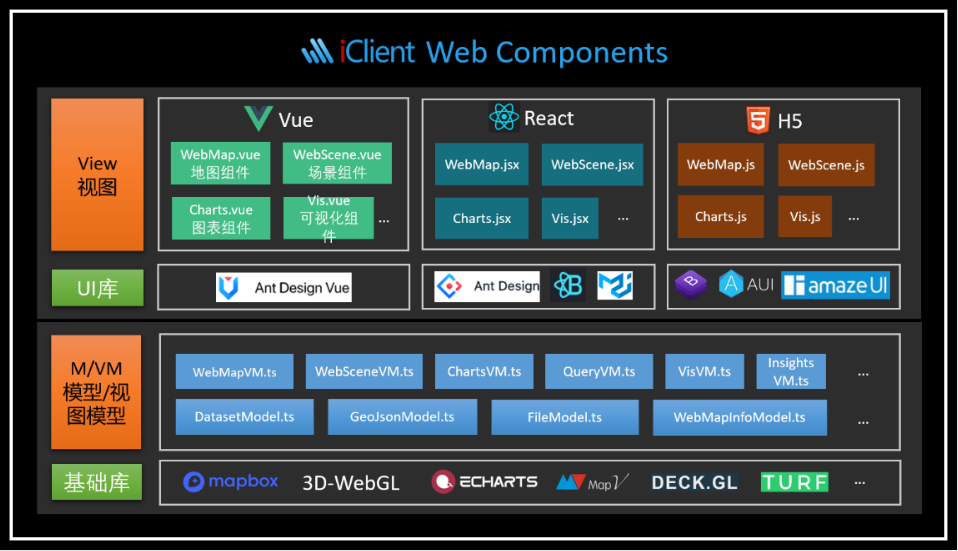 iClient Web Components
View
视图
Vue
WebMap.vue
地图组件
WebScene.vue
场景组件
Charts.vue
图表组件
Vis.vue
可视化组
件
...
React
WebMap.jsx
WebScene.jsx
Charts.jsx
Vis.jsx
...
H5
WebMap.js
WebScene.js
Charts.js
Vis.js
...
UI库
Ant Design Vue
Ant Design
B
B
A
AUI
amazeUI
M/VM
模型/视
图模型
WebMapVM.ts
WebSceneVM.ts
ChartsVM.ts
QueryVM.ts
VisVM.ts
Insights
VM.ts
...
DatasetModel.ts
GeoJsonModel.ts
FileModel.ts
WebMapInfoModel.ts
...
基础库
mapbox
3D-WebGL
ECHARTS
MapV
DECK.GL
TURF
...